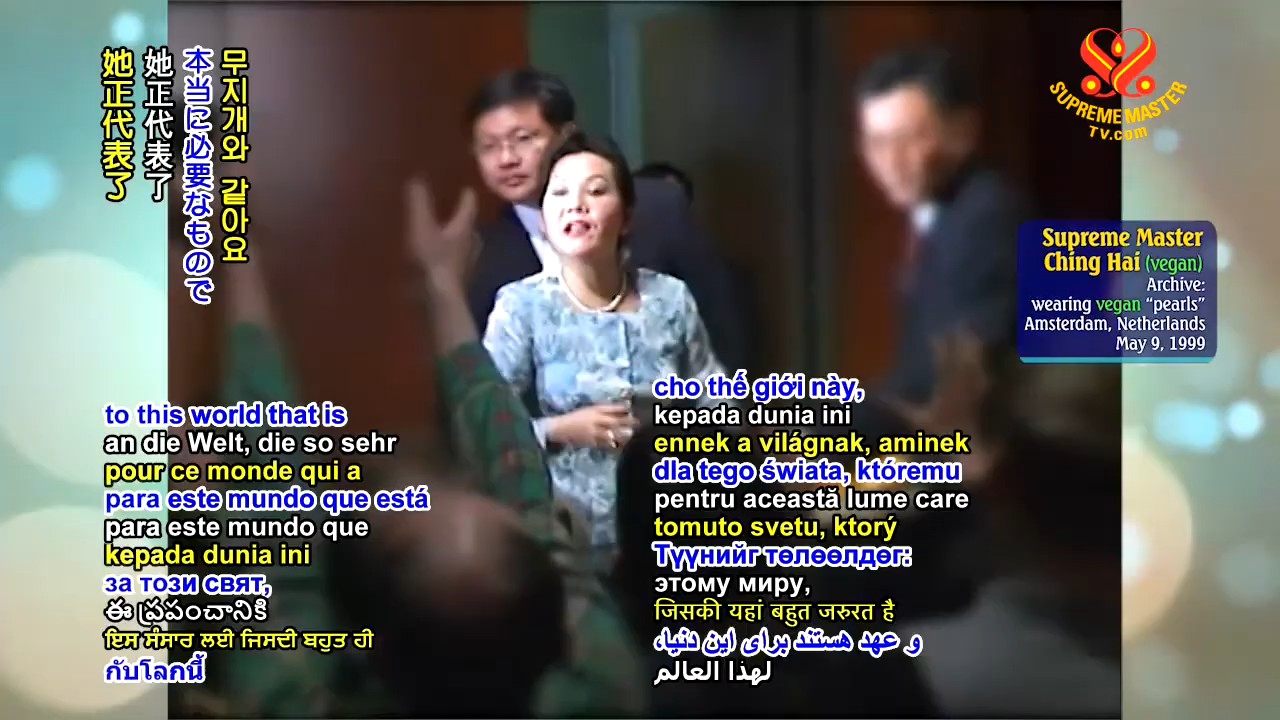 무지개와 같아요
本当に必要なもので
她正代表了
她正代表了
SUPREME MASTER
TV.com
Supreme Master
Ching Hai (vegan)
Archive:
wearing vegan “pearls”
Amsterdam, Netherlands
May 9, 1999
to this world that is
an die Welt, die so sehr
pour ce monde qui a
para este mundo que está
para este mundo que
kepada dunia ini
за този свят,
ఈ ప్రపంచానికి
ਇਸ ਸੰਸਾਰ ਲਈ ਜਿਸਦੀ ਬਹੁਤ ਹੀ
กับโลกนี้
cho thế giới này,
kepada dunia ini
ennek a világnak, aminek
dla tego świata, któremu
pentru această lume care
tomuto svetu, ktorý
Түүнийг төлөөлдөг:
этому миру,
जिसकी यहां बहुत जरुरत है
و عهد هستند برای این دنیا،
لهذا العالم